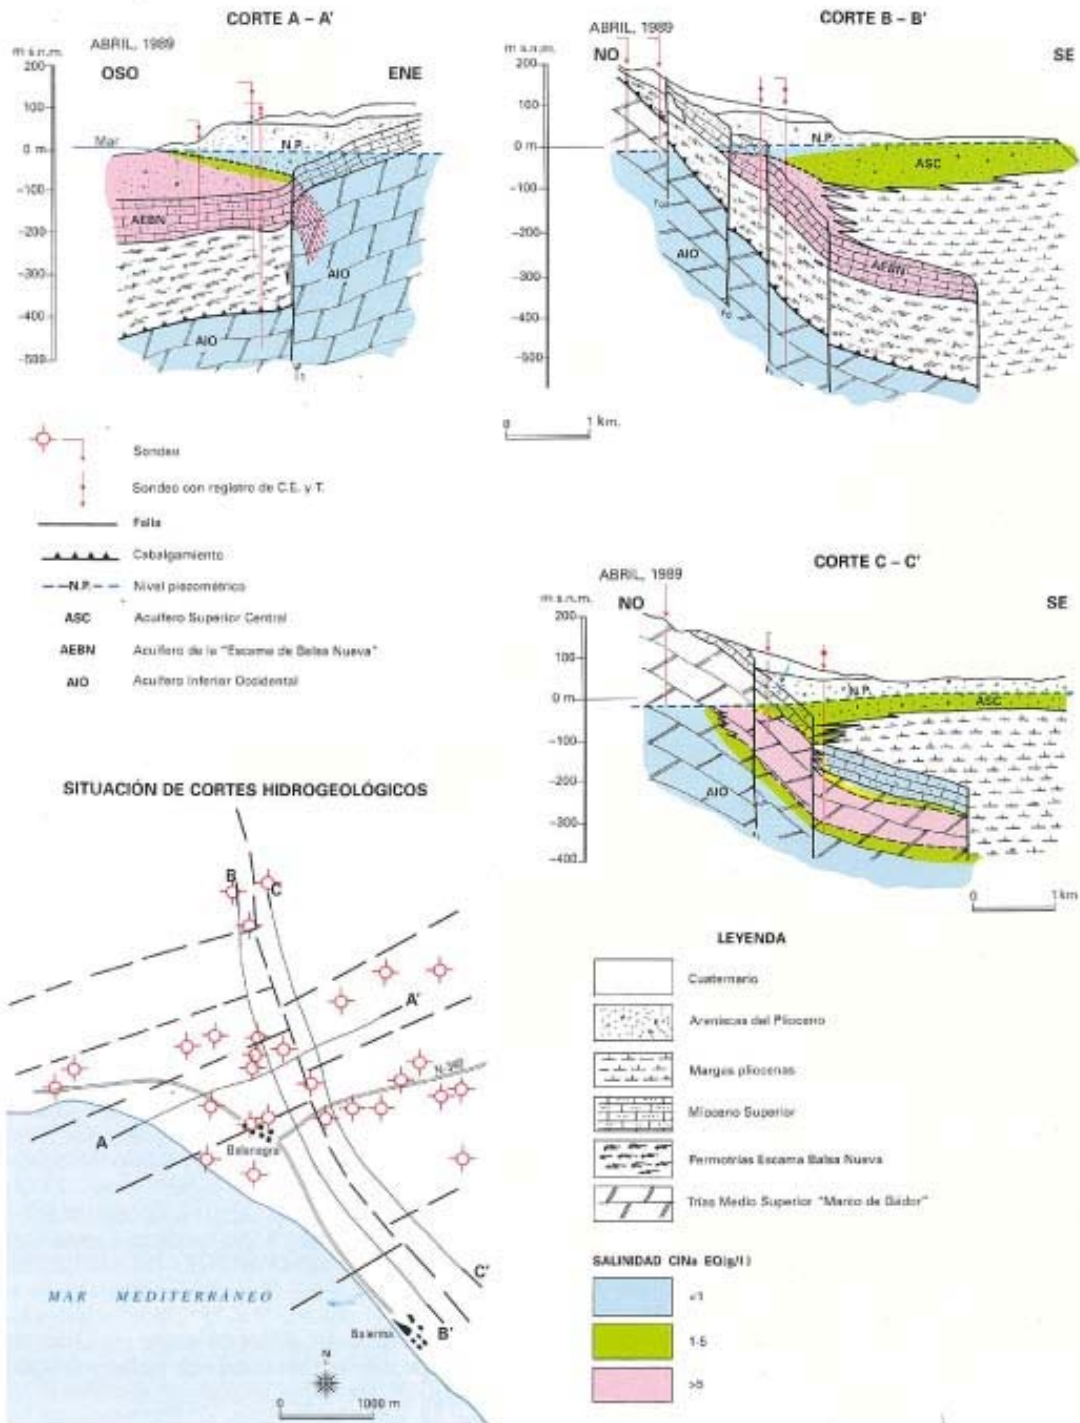 CORTE A – A'
ABRIL, 1989
m s.n.m.
OSO
ENE
200
100
Mar
0 m
-100
-200
-300
-400
-500
N.P.
AEBN
AIO
AIO
CORTE B – B'
ABRIL, 1989
m s.n.m.
NO
SE
200
100
0 m
-100
-200
-300
-400
-500
N.P.
ASC
AEBN
AIO
0
1 km.
Sondeo
Sondeo con registro de C.E. y T.
Falla
Cabalgamiento
N.P.
Nivel piezométrico
ASC
Acuífero Superior Central
AEBN
Acuífero de la "Escama de Balsa Nueva"
AIO
Acuífero Inferior Occidental
CORTE C – C'
ABRIL, 1989
m s.n.m.
NO
SE
200
100
0 m
-100
-200
-300
-400
N.P.
ASC
AIO
0
1 km
SITUACIÓN DE CORTES HIDROGEOLÓGICOS
B
C
A'
A
Balanegra
MAR MEDITERRÁNEO
C'
B'
Balerma
N
0
1000 m
LEYENDA
Cuaternario
Areniscas del Plioceno
Margas pliocenas
Mioceno Superior
Permotrías Escama Balsa Nueva
Trías Medio Superior "Manto de Gádor"
SALINIDAD ClNa EQ(g/l)
<1
1-5
>5